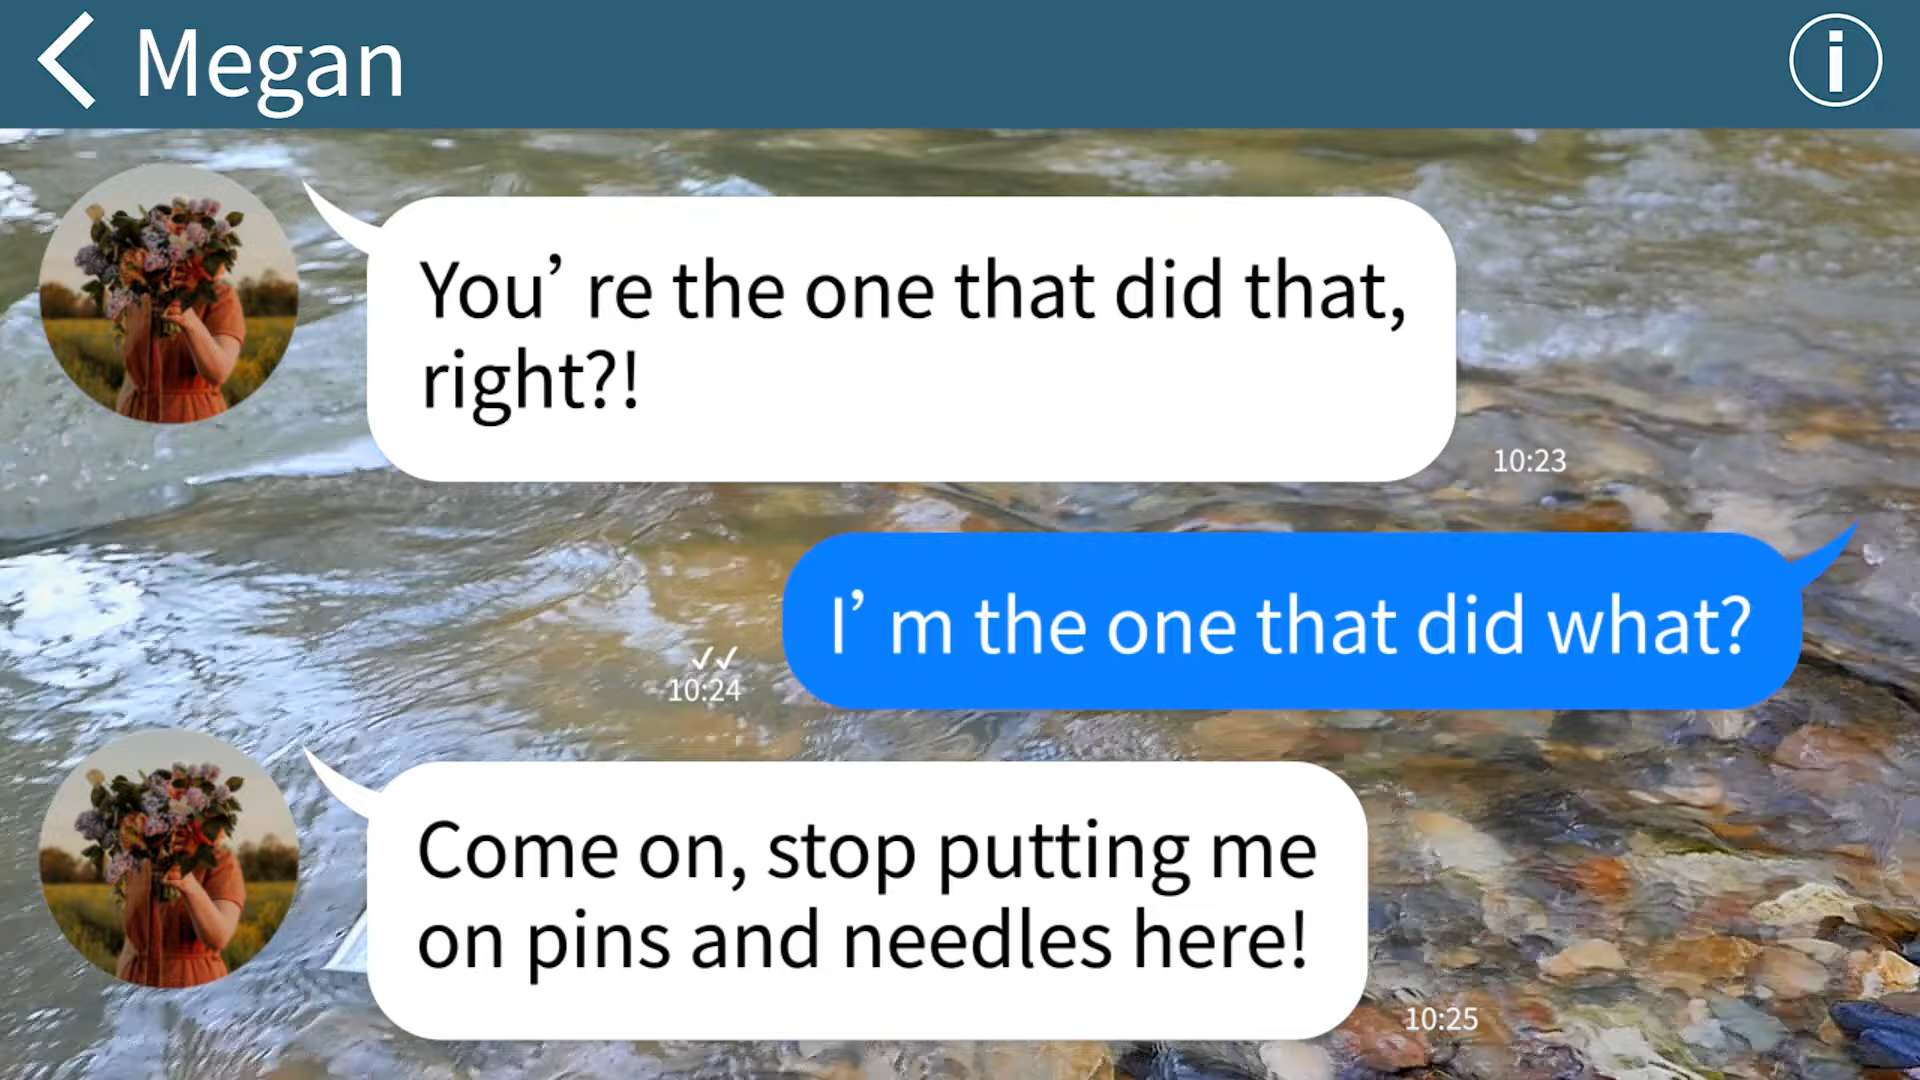 Megan
You’ re the one that did that,
right?!
10:23
I’ m the one that did what?
10:24
Come on, stop putting me
on pins and needles here!
10:25